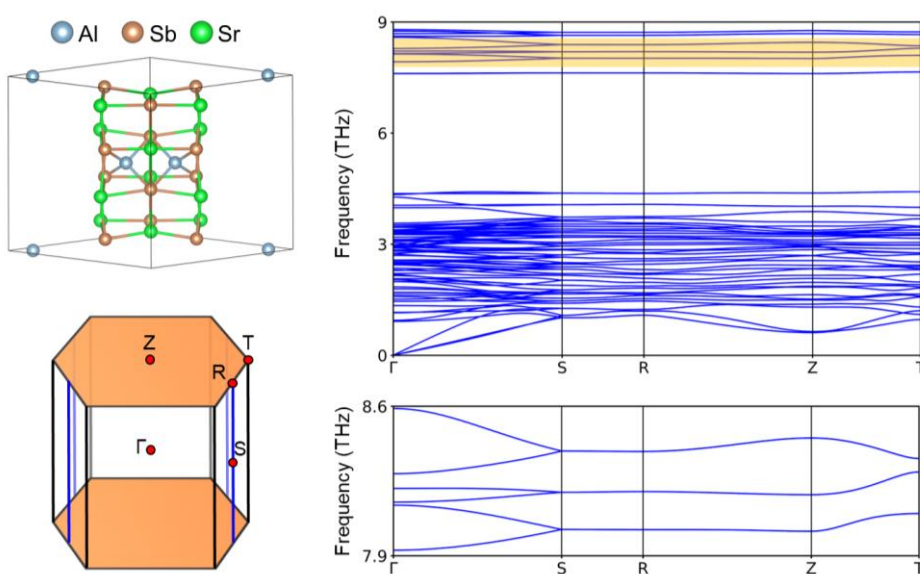 Al Sb Sr
Z
T
R
Γ
S
Frequency (THz)
9
6
3
0
Γ S R Z T
Frequency (THz)
8.6
7.9
Γ S R Z T